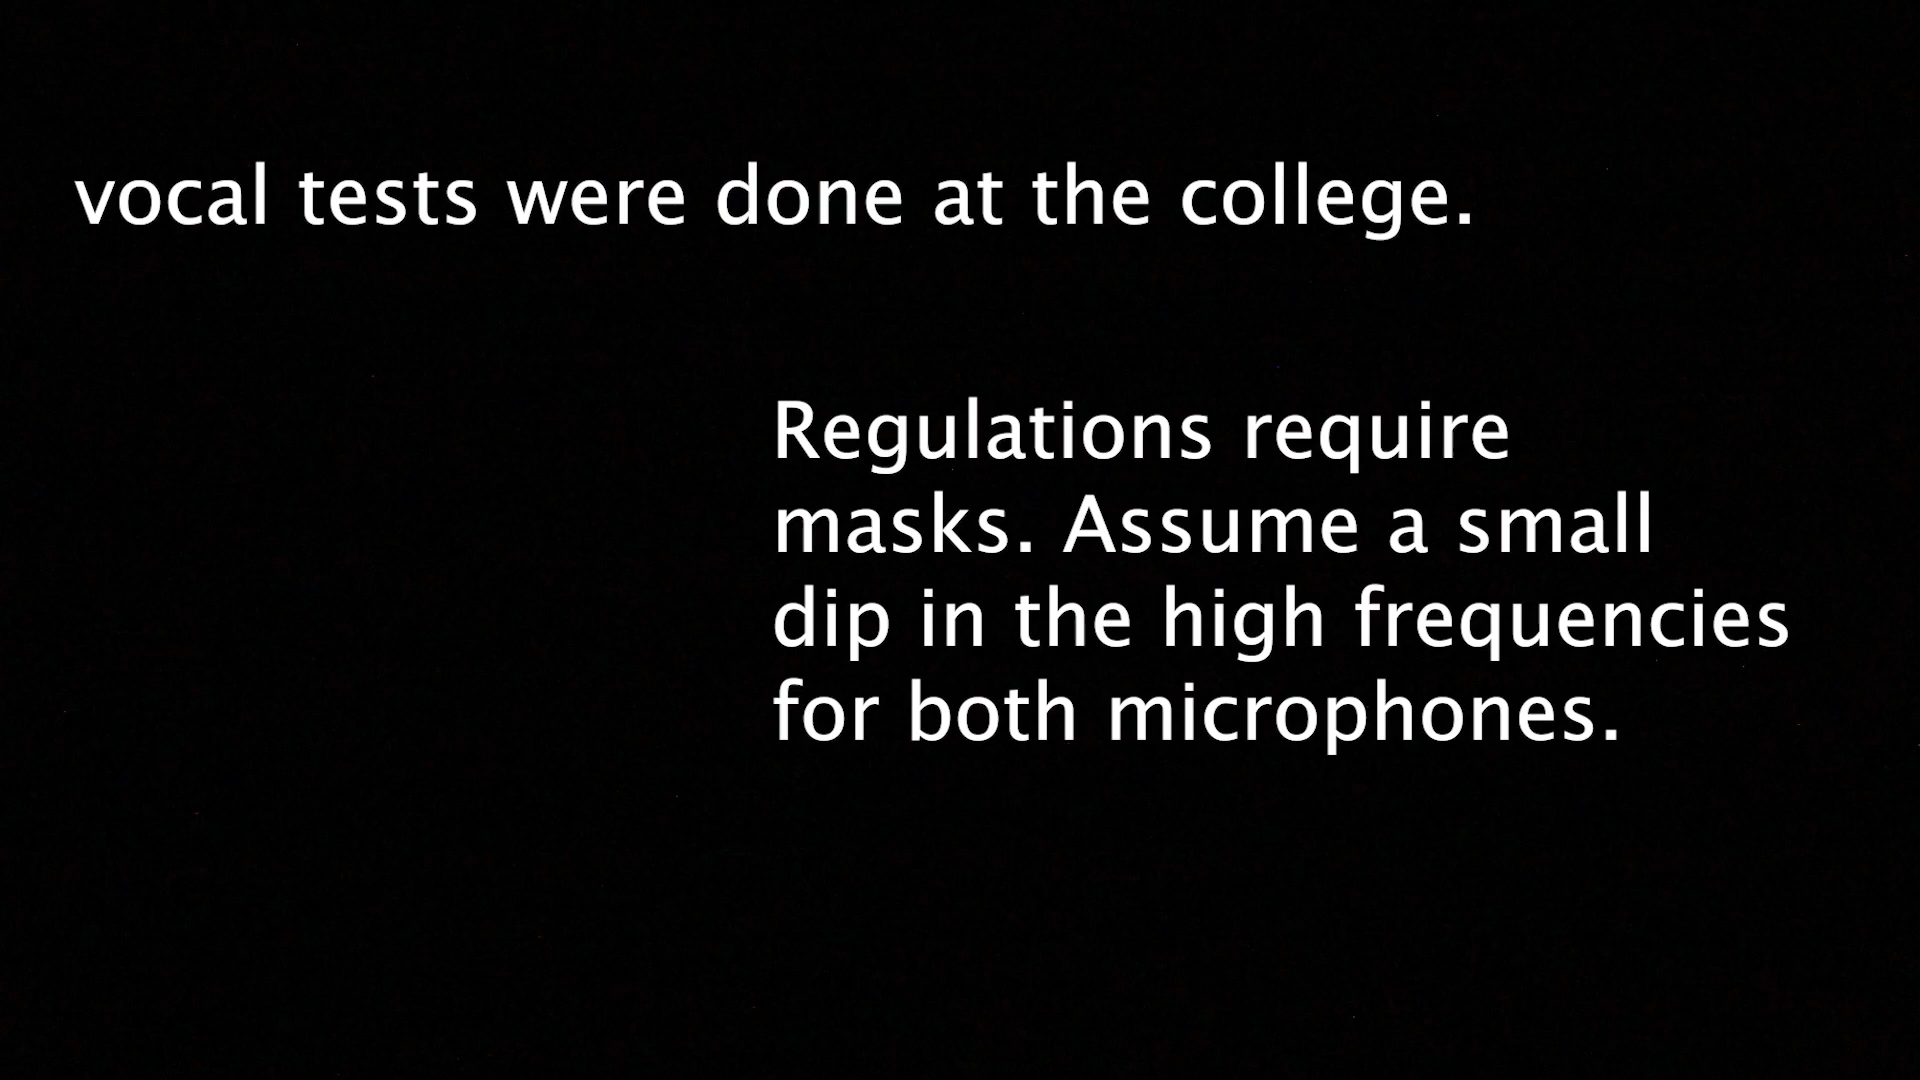 vocal tests were done at the college.
Regulations require
masks. Assume a small
dip in the high frequencies
for both microphones.